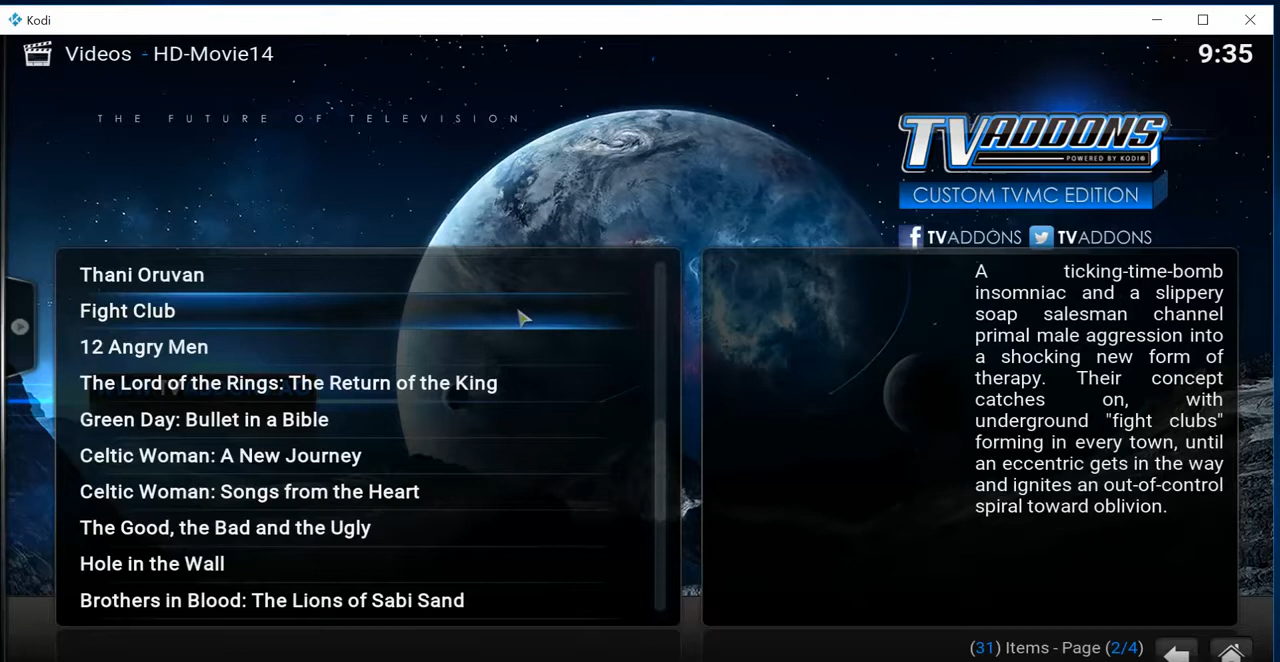 Kodi
Videos - HD-Movie14
9:35
THE FUTURE OF TELEVISION
TVADDONS
POWERED BY KODI®
CUSTOM TVMC EDITION
f TVADDONS TVADDONS
Thani Oruvan
Fight Club
12 Angry Men
The Lord of the Rings: The Return of the King
Green Day: Bullet in a Bible
Celtic Woman: A New Journey
Celtic Woman: Songs from the Heart
The Good, the Bad and the Ugly
Hole in the Wall
Brothers in Blood: The Lions of Sabi Sand
A ticking-time-bomb
insomniac and a slippery
soap salesman channel
primal male aggression into
a shocking new form of
therapy. Their concept
catches on, with
underground "fight clubs"
forming in every town, until
an eccentric gets in the way
and ignites an out-of-control
spiral toward oblivion.
(31) Items - Page (2/4)